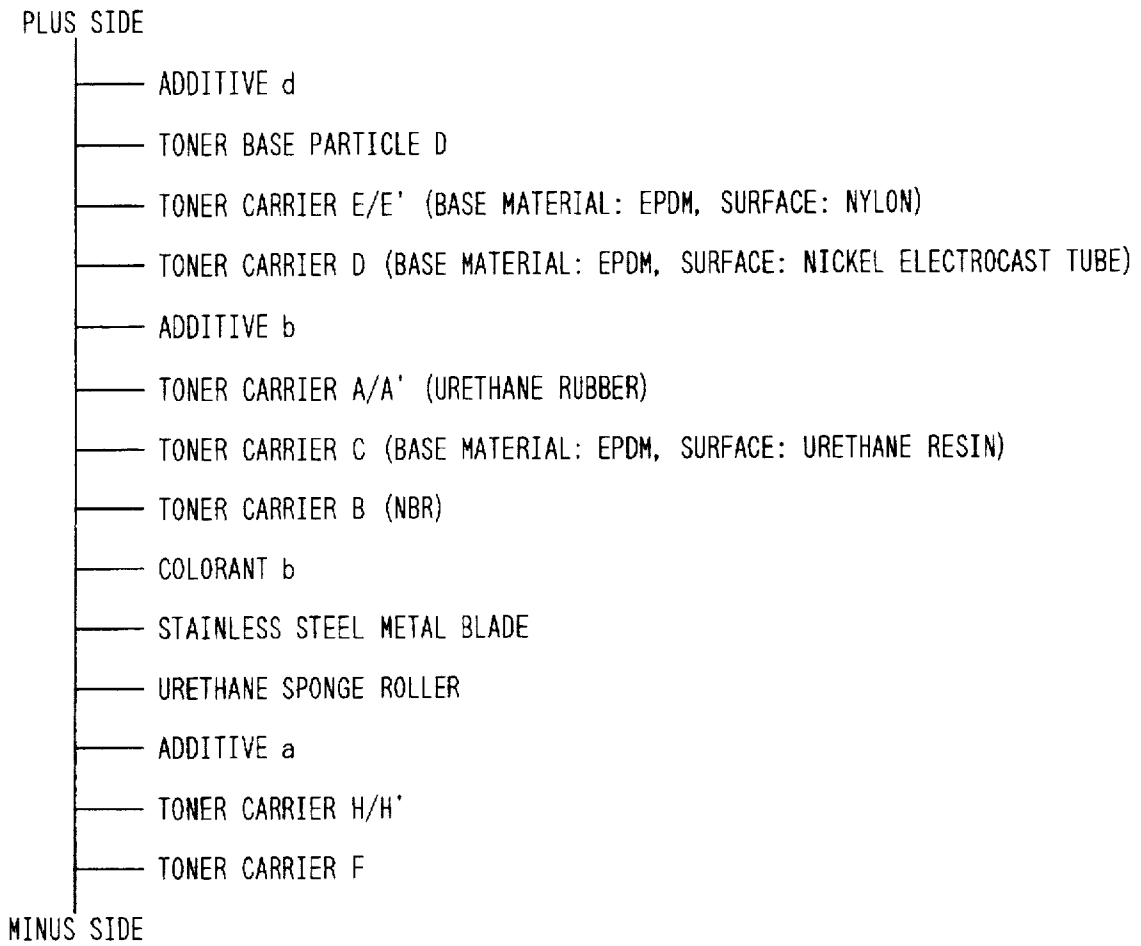 PLUS SIDE
ADDITIVE d
TONER BASE PARTICLE D
TONER CARRIER E/E' (BASE MATERIAL: EPDM, SURFACE: NYLON)
TONER CARRIER D (BASE MATERIAL: EPDM, SURFACE: NICKEL ELECTROCAST TUBE)
ADDITIVE b
TONER CARRIER A/A' (URETHANE RUBBER)
TONER CARRIER C (BASE MATERIAL: EPDM, SURFACE: URETHANE RESIN)
TONER CARRIER B (NBR)
COLORANT b
STAINLESS STEEL METAL BLADE
URETHANE SPONGE ROLLER
ADDITIVE a
TONER CARRIER H/H'
TONER CARRIER F
MINUS SIDE